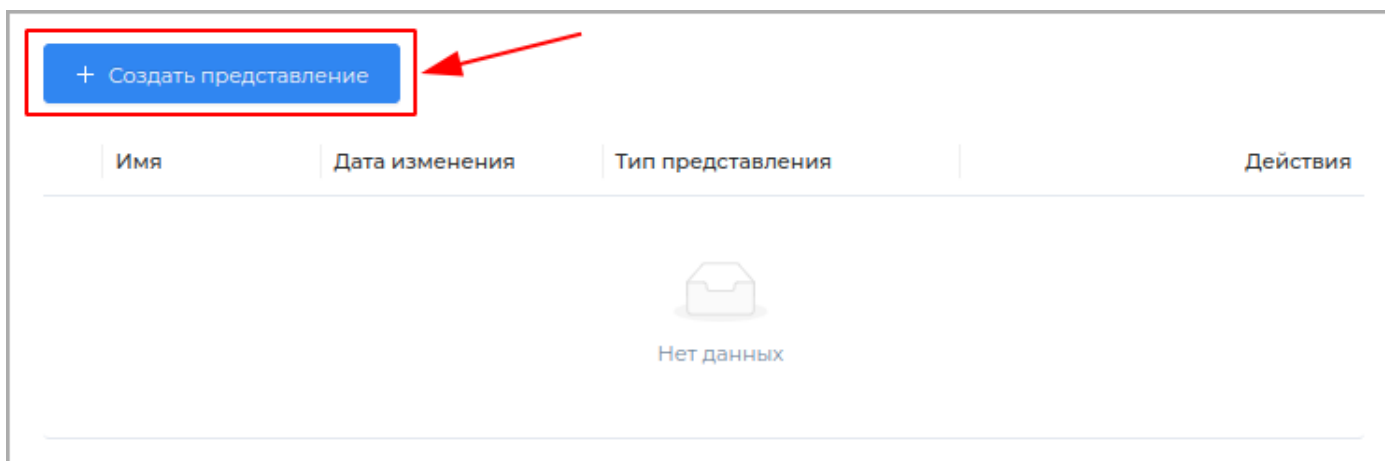 + Создать представление
Имя Дата изменения Тип представления Действия
Нет данных